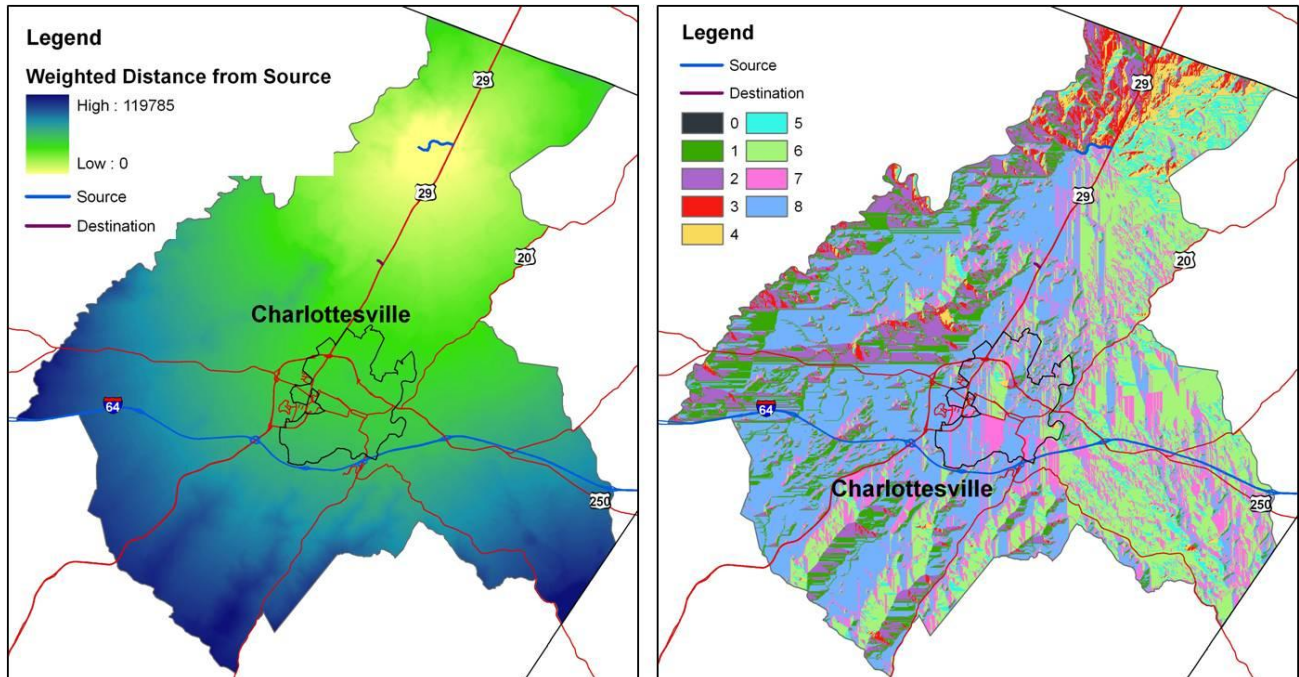 Legend
Weighted Distance from Source
High : 119785
Low : 0
Source
Destination
29
29
20
Charlottesville
64
250
Legend
Source
Destination
0 5
1 6
2 7
3 8
4
29
29
20
64
Charlottesville
250